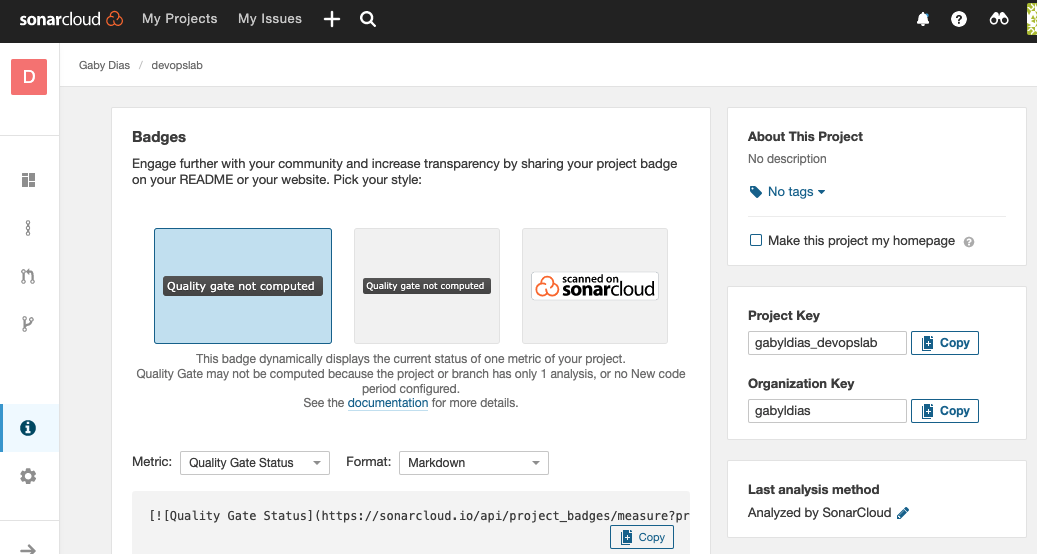 sonarcloud My Projects My Issues
D
Gaby Dias / devopslab
Badges
Engage further with your community and increase transparency by sharing your project badge
on your README or your website. Pick your style:
Quality gate not computed
Quality gate not computed
scanned on
sonarcloud
This badge dynamically displays the current status of one metric of your project.
Quality Gate may not be computed because the project or branch has only 1 analysis, or no New code
period configured.
See the documentation for more details.
Metric: Quality Gate Status Format: Markdown
[![Quality Gate Status](https://sonarcloud.io/api/project_badges/measure?pr
Copy
About This Project
No description
No tags
Make this project my homepage ?
Project Key
gabyldias_devopslab Copy
Organization Key
gabyldias Copy
Last analysis method
Analyzed by SonarCloud